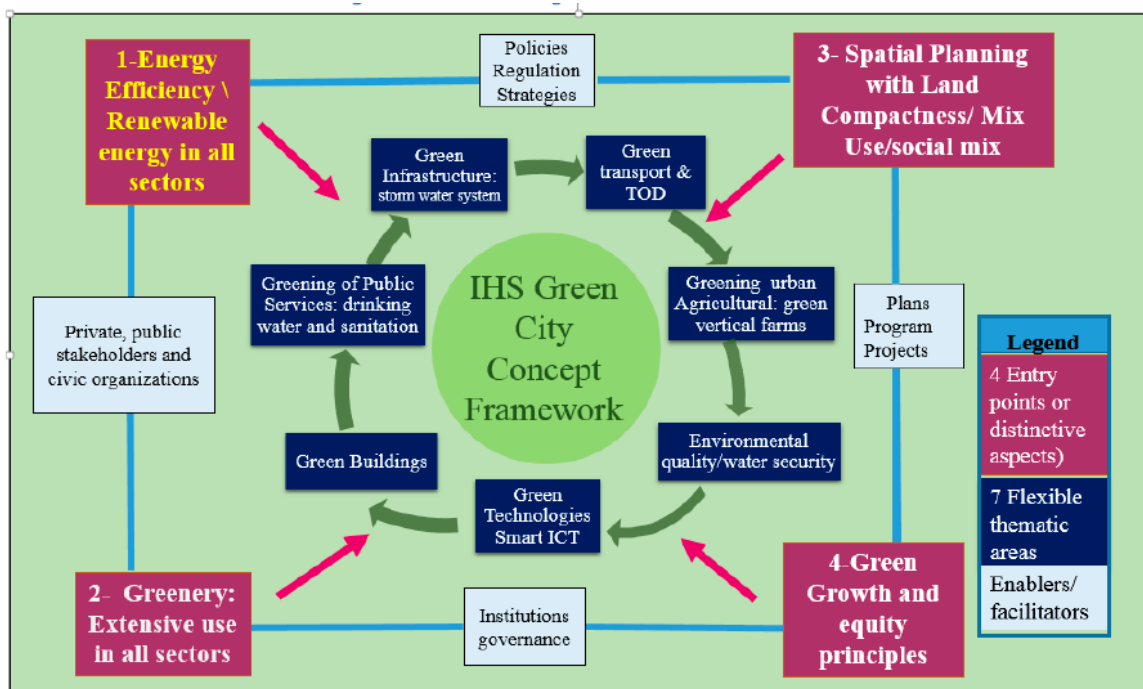 1-Energy
Efficiency \
Renewable
energy in all
sectors
Policies
Regulation
Strategies
3- Spatial Planning
with Land
Compactness/ Mix
Use/social mix
Green
Infrastructure:
storm water system
Green
transport &
TOD
Greening of Public
Services: drinking
water and sanitation
IHS Green
City
Concept
Framework
Greening urban
Agricultural: green
vertical farms
Private, public
stakeholders and
civic organizations
Plans
Program
Projects
Green Buildings
Environmental
quality/water security
Green
Technologies
Smart ICT
2- Greenery:
Extensive use
in all sectors
Institutions
governance
4-Green
Growth and
equity
principles
Legend
4 Entry
points or
distinctive
aspects)
7 Flexible
thematic
areas
Enablers/
facilitators